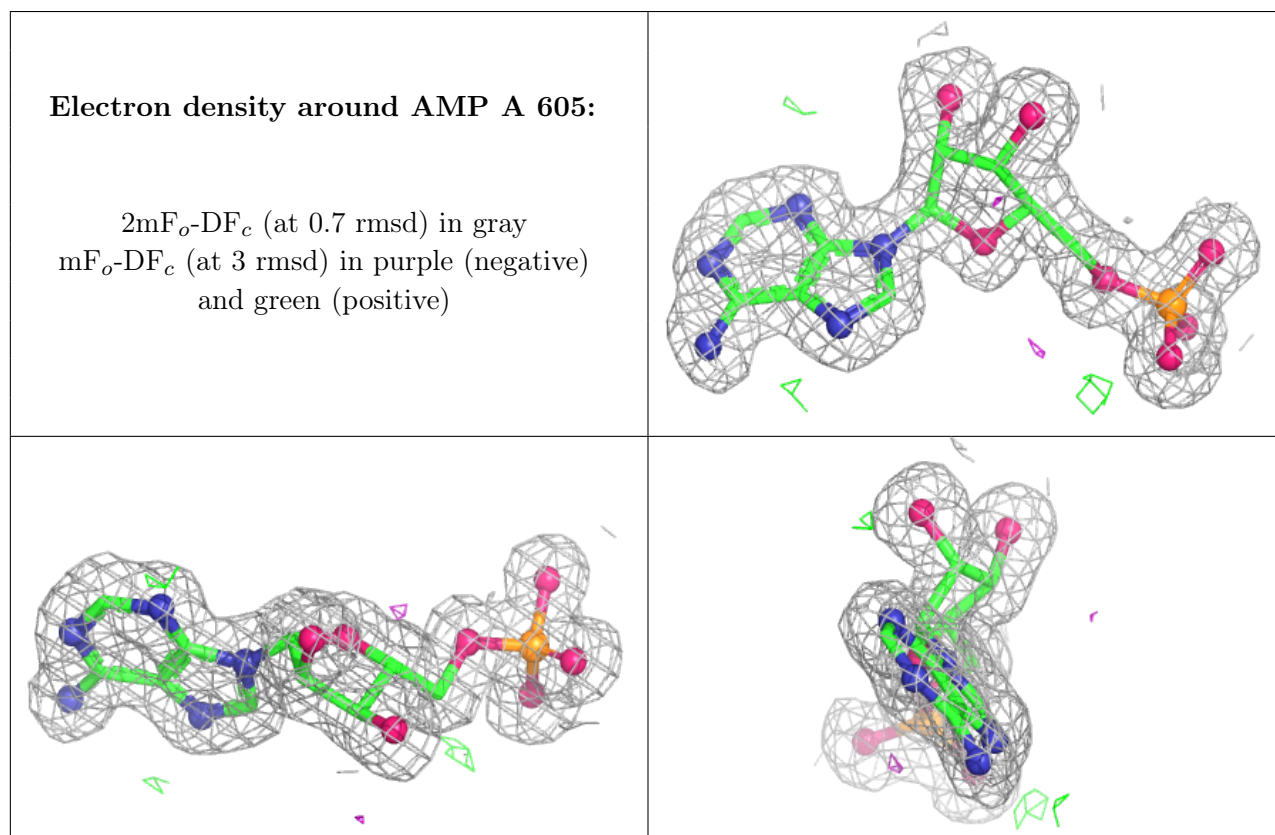 Electron density around AMP A 605:
2mFₒ-DF𝒸 (at 0.7 rmsd) in gray
mFₒ-DF𝒸 (at 3 rmsd) in purple (negative)
and green (positive)